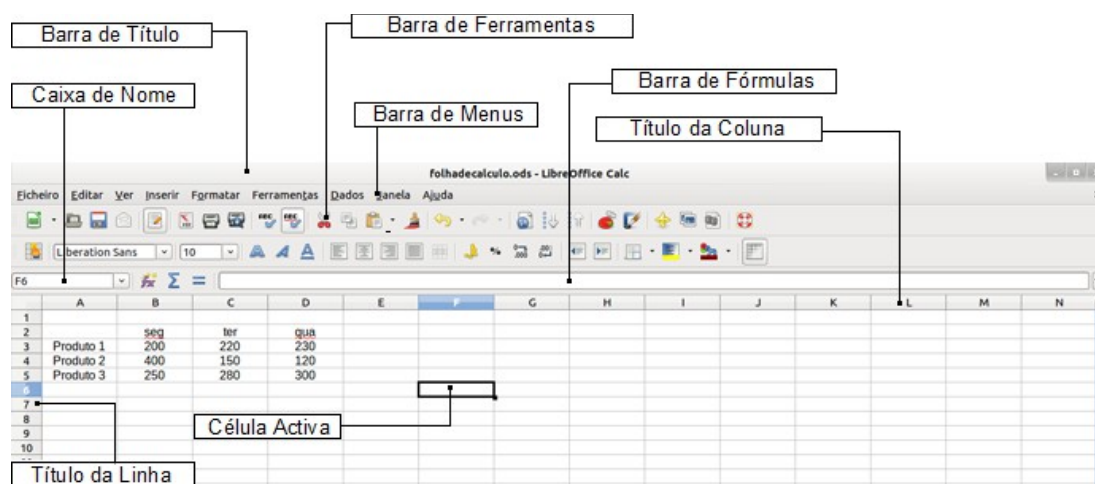 Barra de Título
Barra de Ferramentas
Caixa de Nome
Barra de Fórmulas
Barra de Menus
Título da Coluna
folhadecalculo.ods - LibreOffice Calc
Ficheiro Editar Ver Inserir Formatar Ferramentas Dados Janela Ajuda
Liberation Sans 10
F6
A B C D E F G H I J K L M N
1
2 seg ter qua
3 Produto 1 200 220 230
4 Produto 2 400 150 120
5 Produto 3 250 280 300
6
7
8
Célula Activa
9
10
Título da Linha